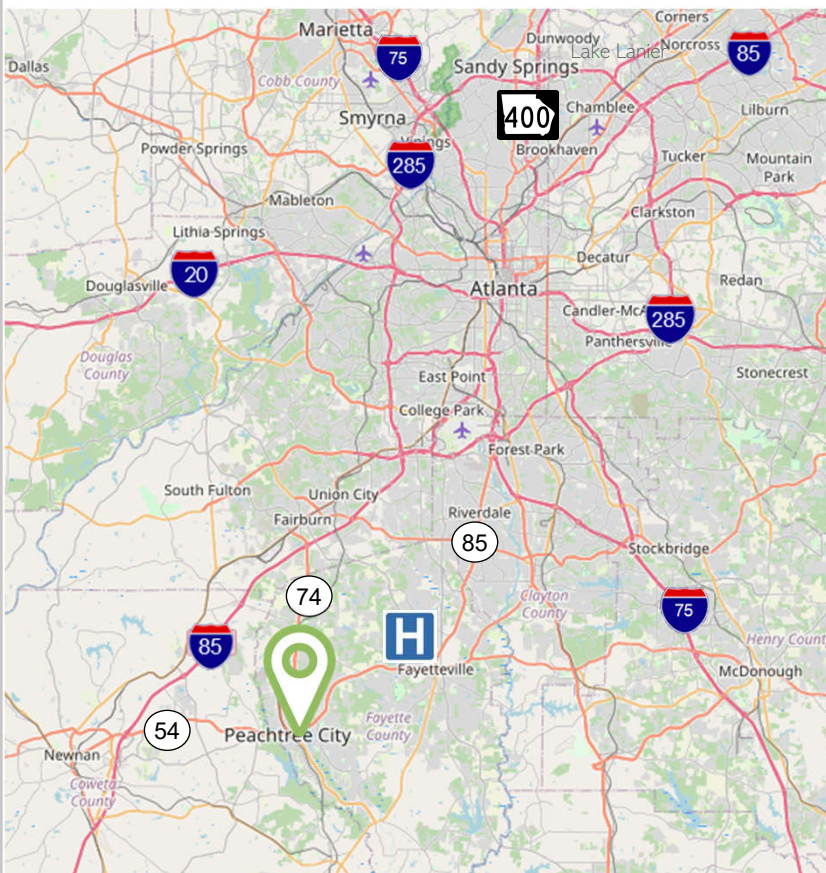 Corners
Marietta
Dunwoody
Lake Lanier
Norcross
75
85
Dallas
Sandy Springs
Cobb County
400
Chamblee
Lilburn
Smyrna
Vinings
Powder Springs
Brookhaven
Tucker
285
Mountain
Park
Mableton
Clarkston
Lithia Springs
20
Decatur
Douglasville
Atlanta
Redan
Candler-McA
285
Panthersville
Douglas
County
East Point
Stonecrest
College Park
Forest Park
South Fulton
Union City
Fairburn
Riverdale
85
Stockbridge
74
Clayton
County
75
H
85
Henry Count
Fayetteville
McDonough
54
Peachtree City
Fayette
County
Newnan
Coweta
County